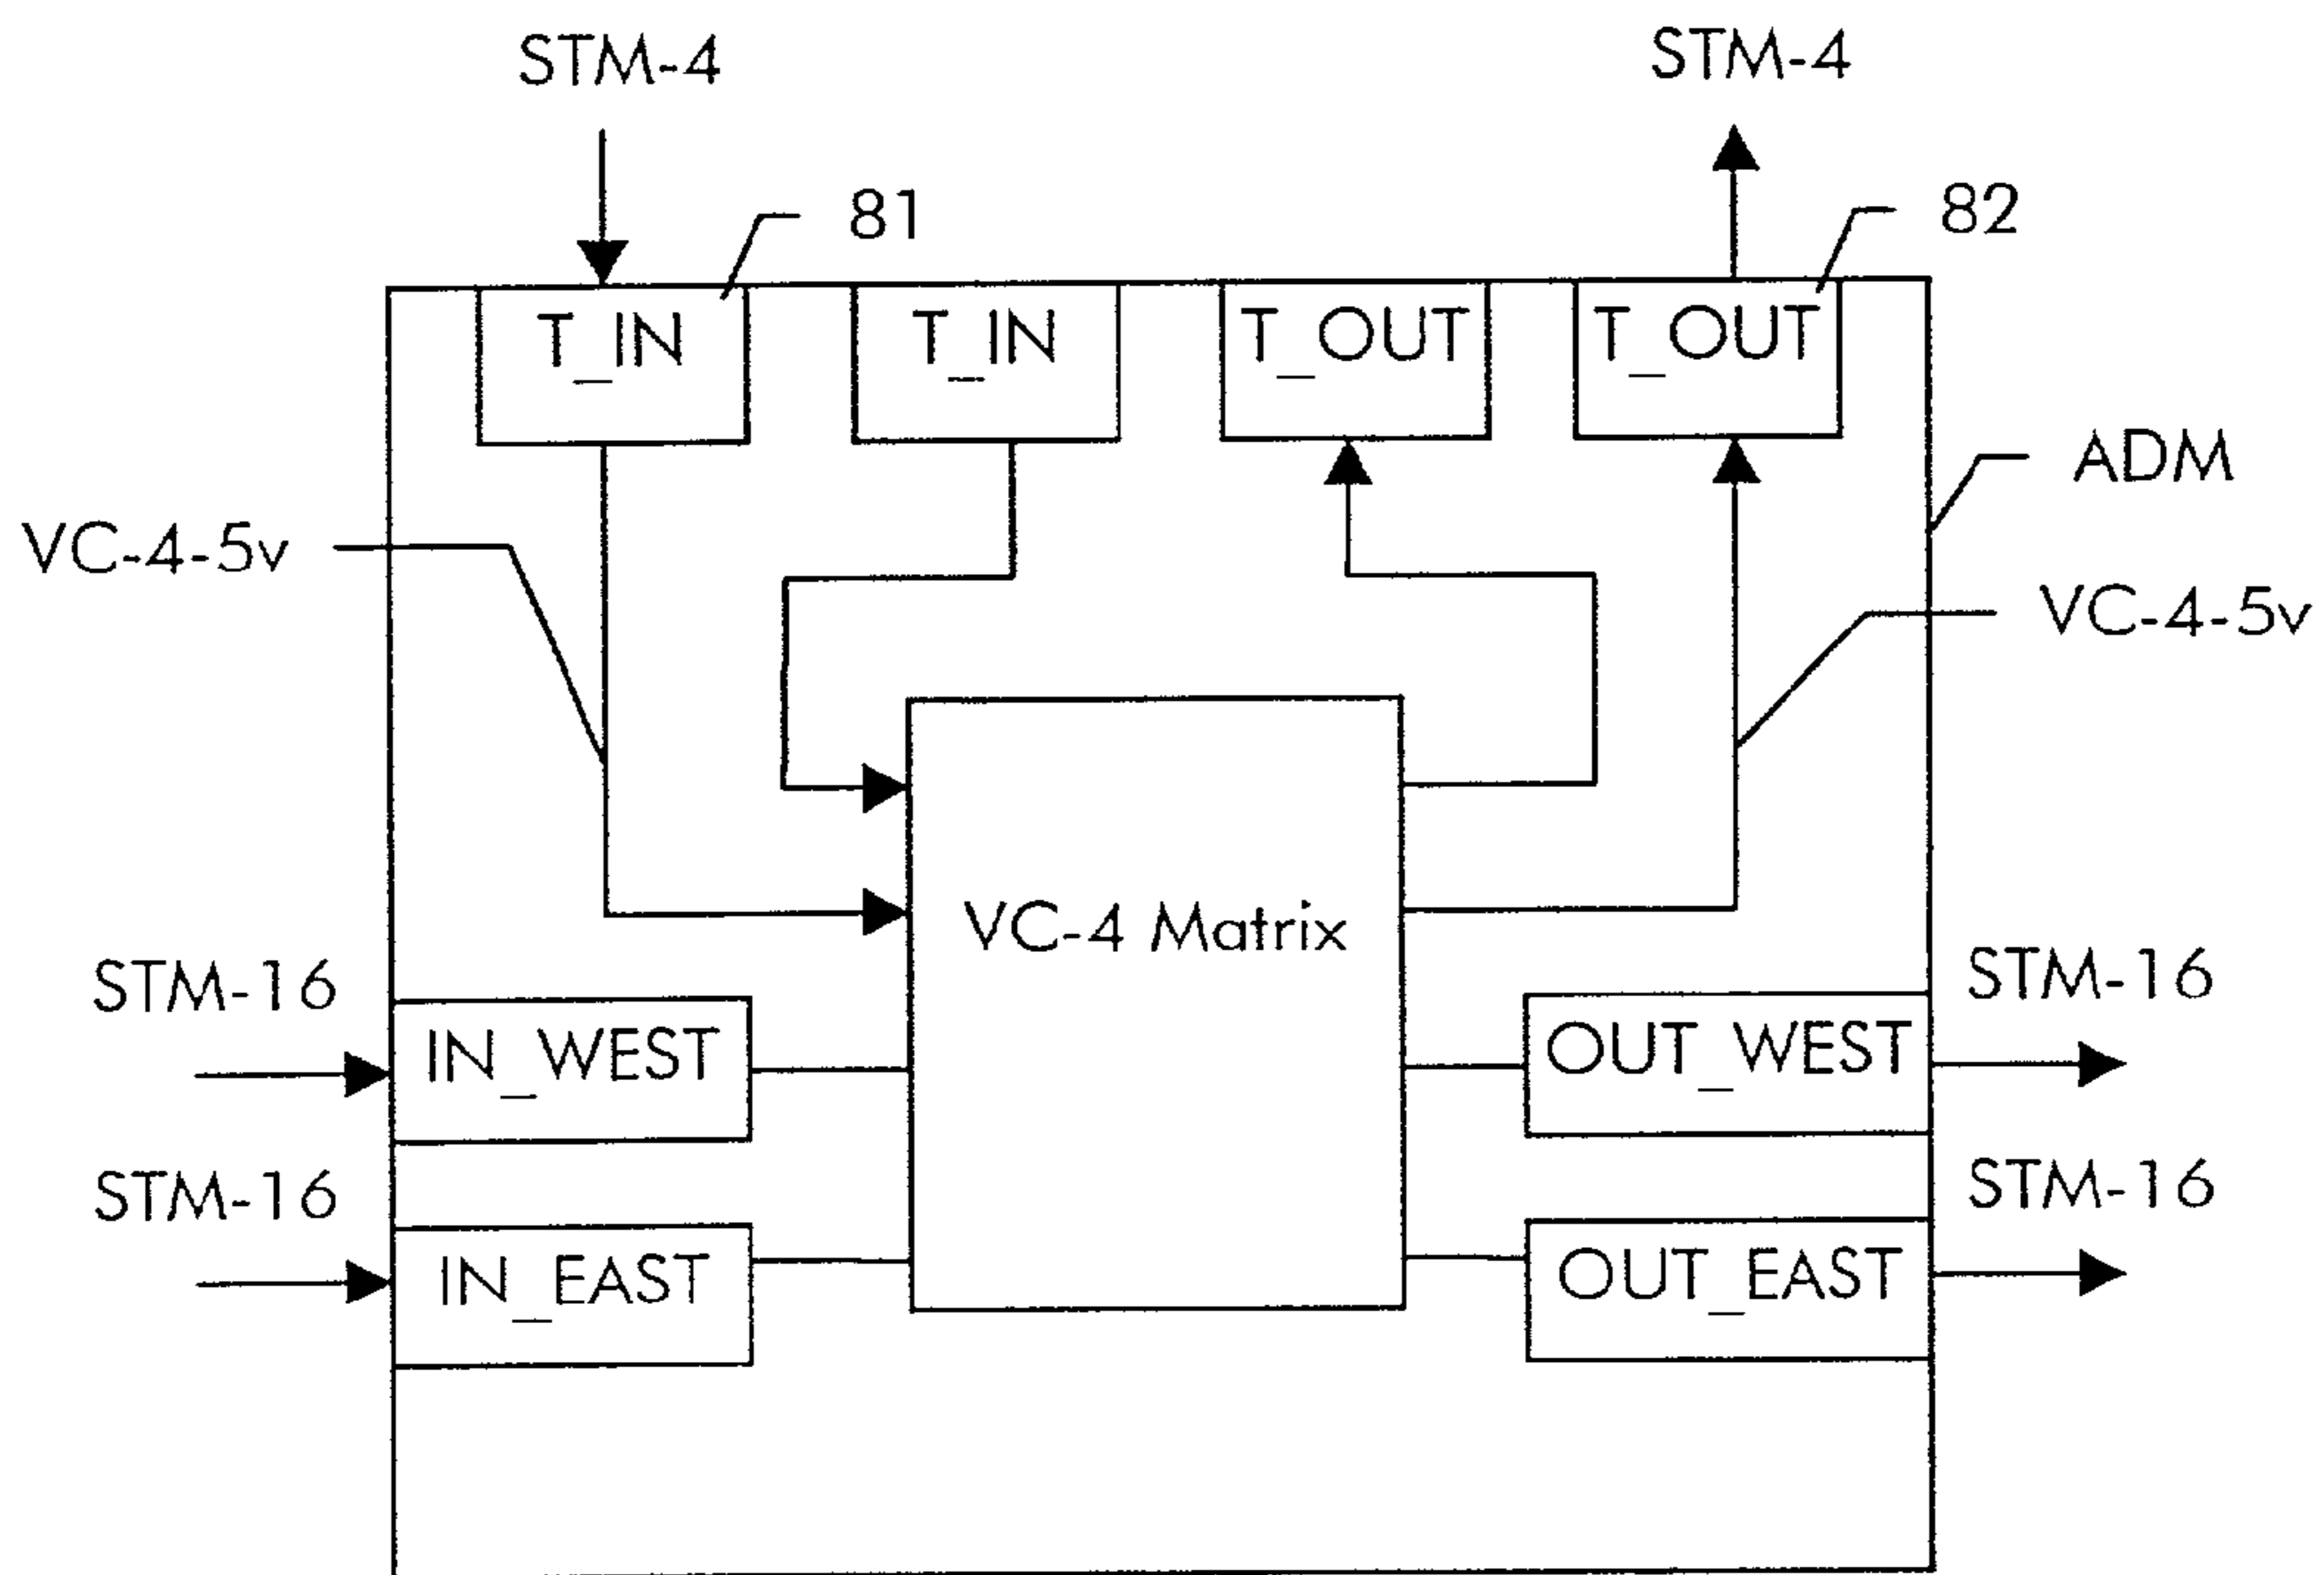 STM-4
STM-4
81
82
T_IN
T_IN
T_OUT
T_OUT
ADM
VC-4-5v
VC-4-5v
VC-4 Matrix
STM-16
STM-16
IN_WEST
OUT_WEST
STM-16
STM-16
IN_EAST
OUT_EAST